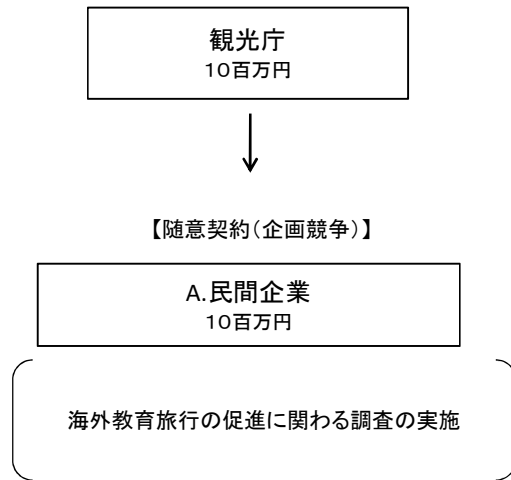 観光庁
10百万円
【随意契約(企画競争)】
A.民間企業
10百万円
海外教育旅行の促進に関わる調査の実施